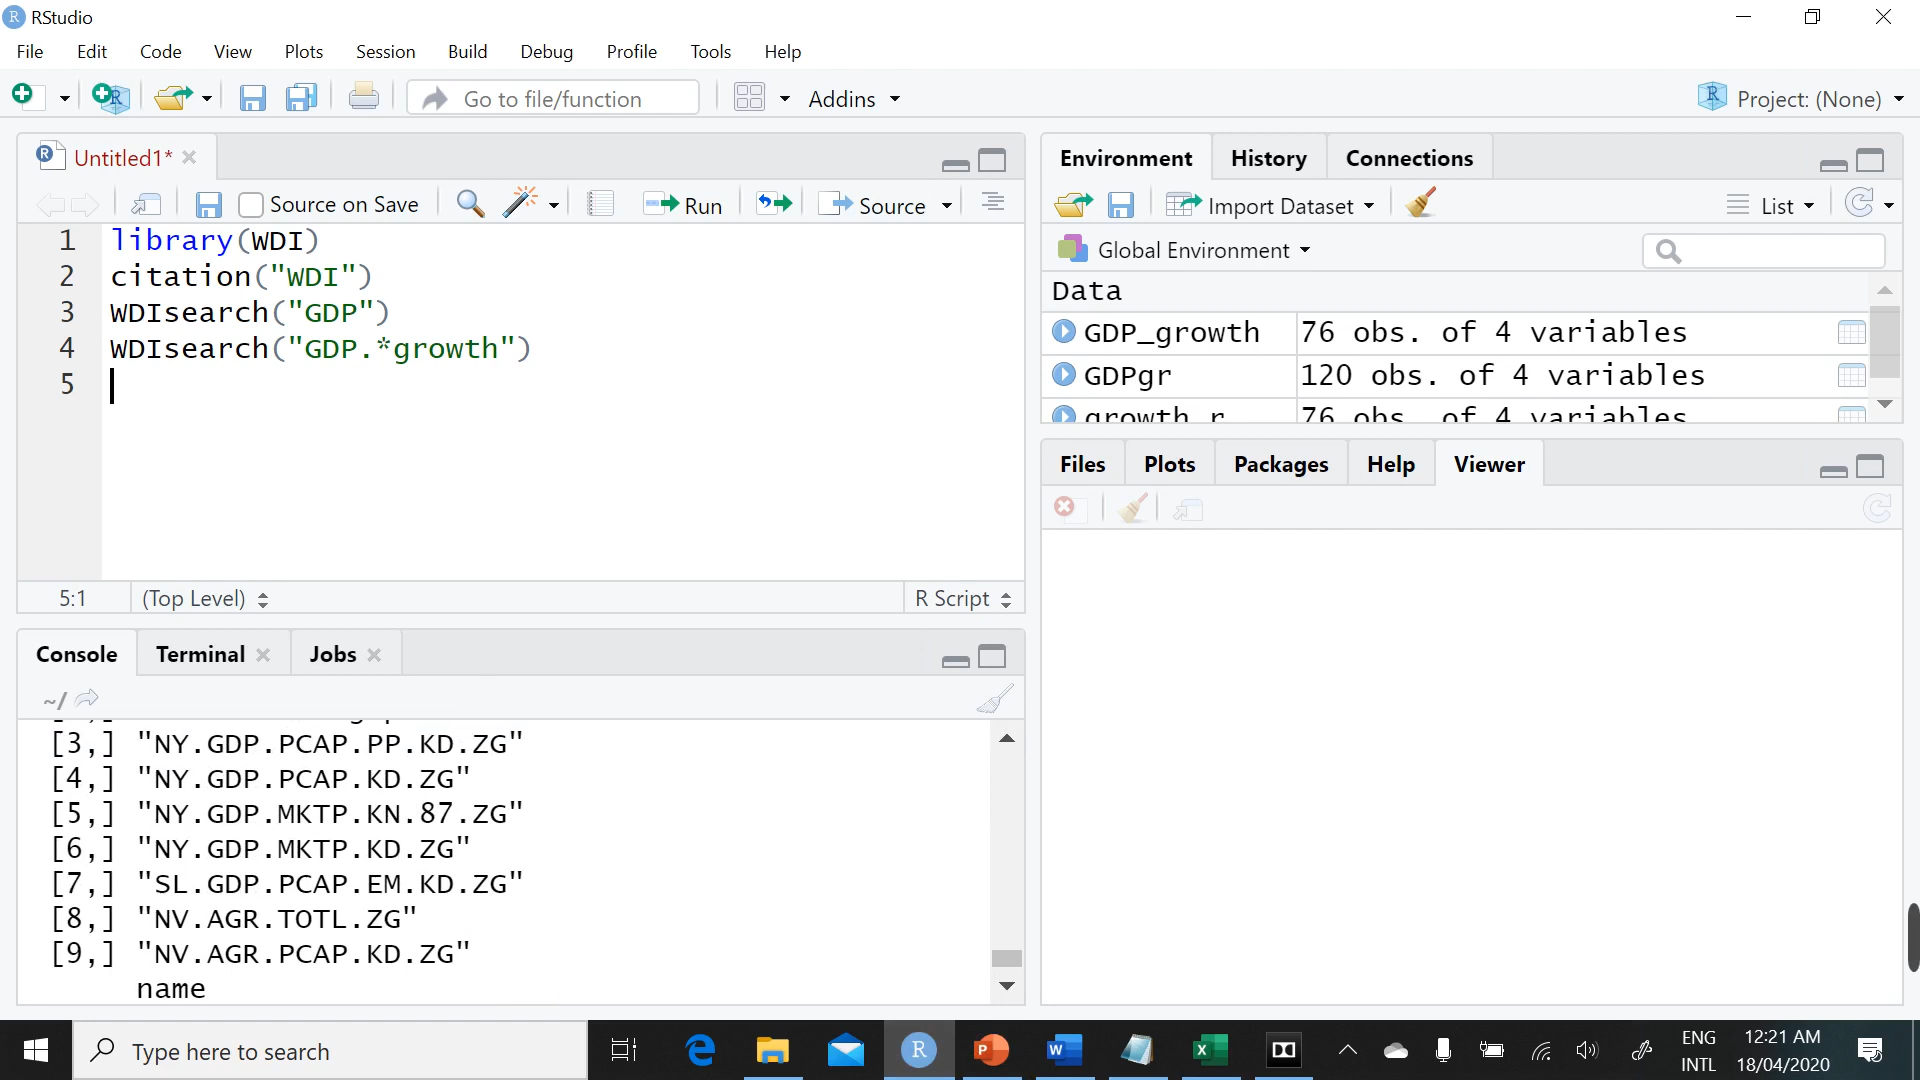 RStudio
File Edit Code View Plots Session Build Debug Profile Tools Help
Go to file/function
Addins
Project: (None)
Untitled1*
Source on Save
Run
Source
1 library(WDI)
2 citation("WDI")
3 WDIsearch("GDP")
4 WDIsearch("GDP.*growth")
5
5:1 (Top Level) R Script
Console Terminal Jobs
~/
[3,] "NY.GDP.PCAP.PP.KD.ZG"
[4,] "NY.GDP.PCAP.KD.ZG"
[5,] "NY.GDP.MKTP.KN.87.ZG"
[6,] "NY.GDP.MKTP.KD.ZG"
[7,] "SL.GDP.PCAP.EM.KD.ZG"
[8,] "NV.AGR.TOTL.ZG"
[9,] "NV.AGR.PCAP.KD.ZG"
name
Environment History Connections
Import Dataset
List
Global Environment
Data
GDP_growth 76 obs. of 4 variables
GDPgr 120 obs. of 4 variables
growth_r 76 obs. of 4 variables
Files Plots Packages Help Viewer
Type here to search
ENG
INTL
12:21 AM
18/04/2020